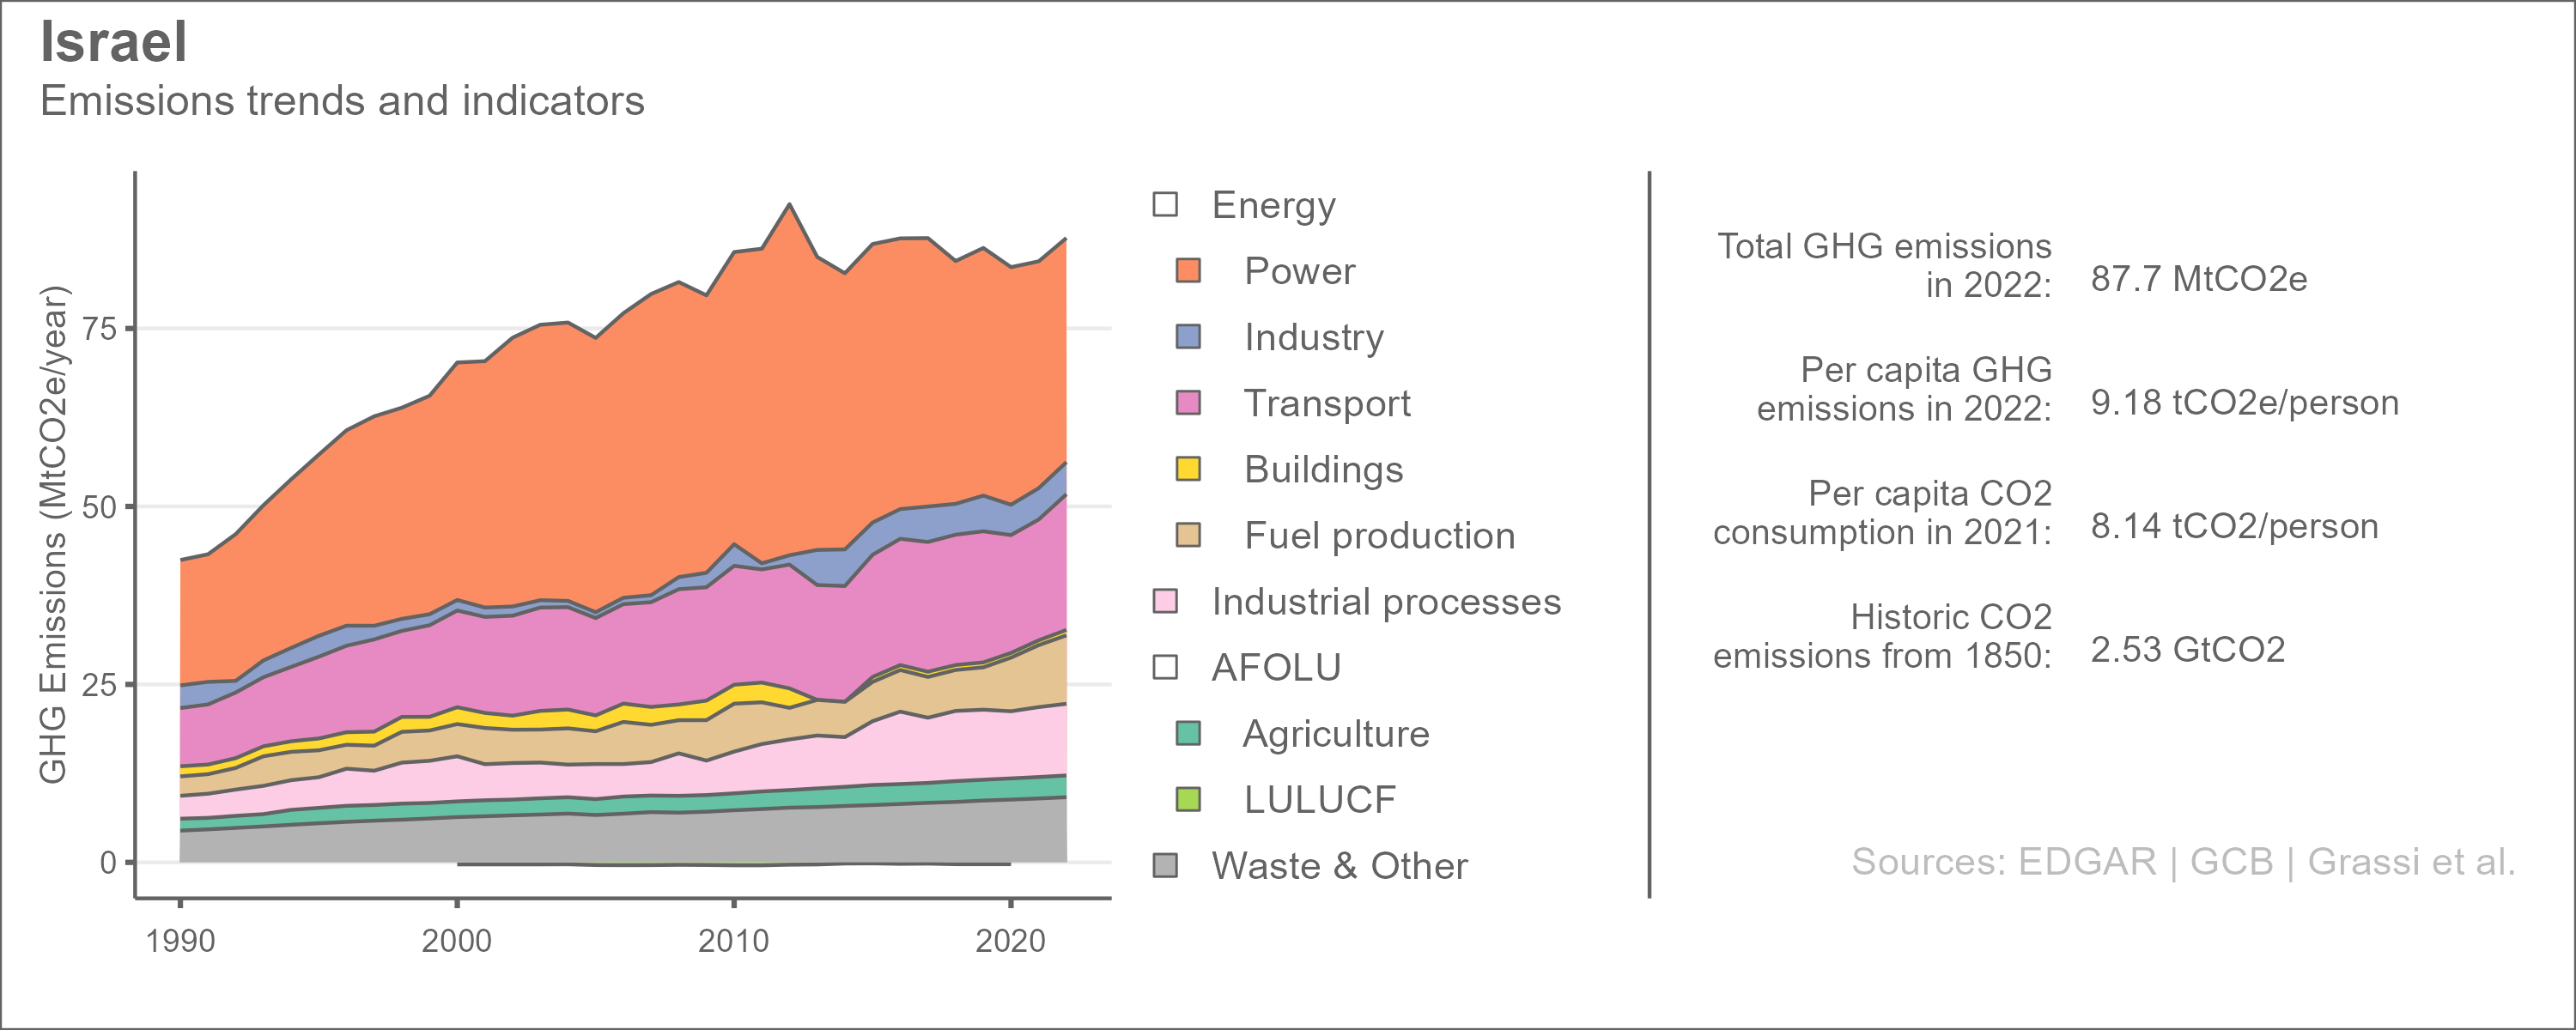 Israel
Emissions trends and indicators
GHG Emissions (MtCO2e/year)
75
50
25
0
1990
2000
2010
2020
Energy
Power
Industry
Transport
Buildings
Fuel production
Industrial processes
AFOLU
Agriculture
LULUCF
Waste & Other
Total GHG emissions
in 2022:
87.7 MtCO2e
Per capita GHG
emissions in 2022:
9.18 tCO2e/person
Per capita CO2
consumption in 2021:
8.14 tCO2/person
Historic CO2
emissions from 1850:
2.53 GtCO2
Sources: EDGAR | GCB | Grassi et al.